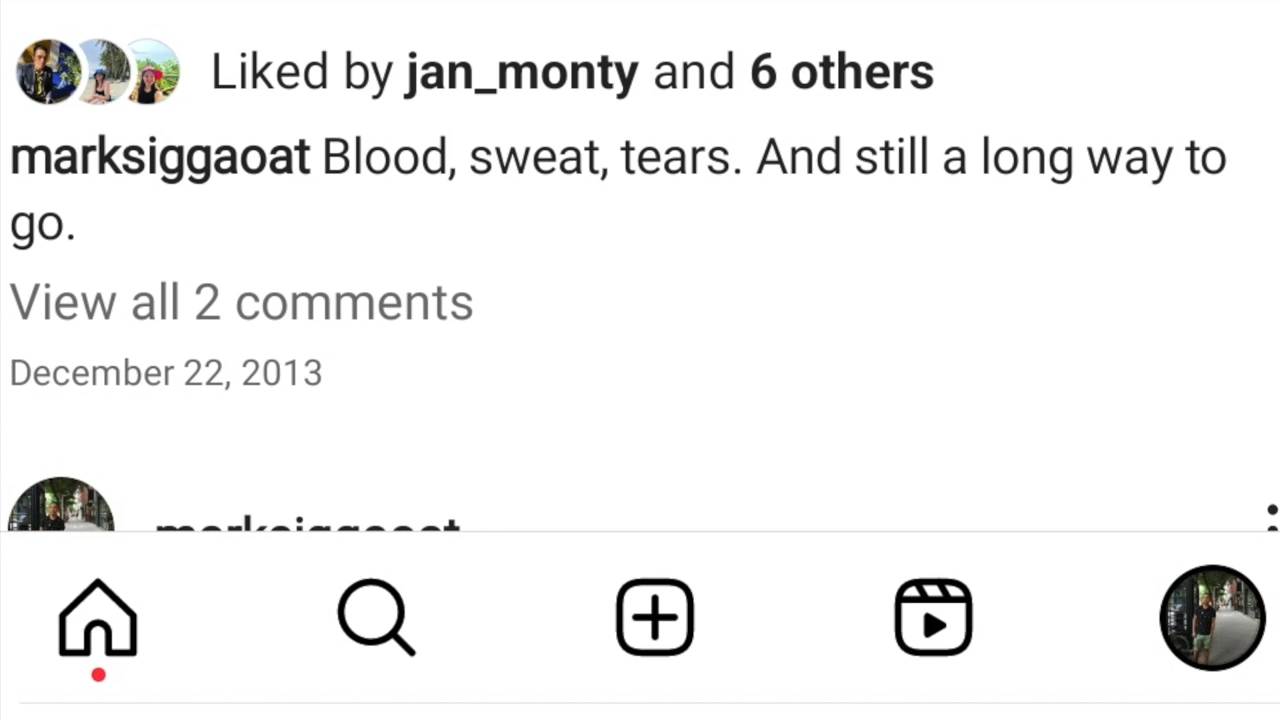 Liked by jan_monty and 6 others
marksiggaoat Blood, sweat, tears. And still a long way to
go.
View all 2 comments
December 22, 2013
marksiggaoat